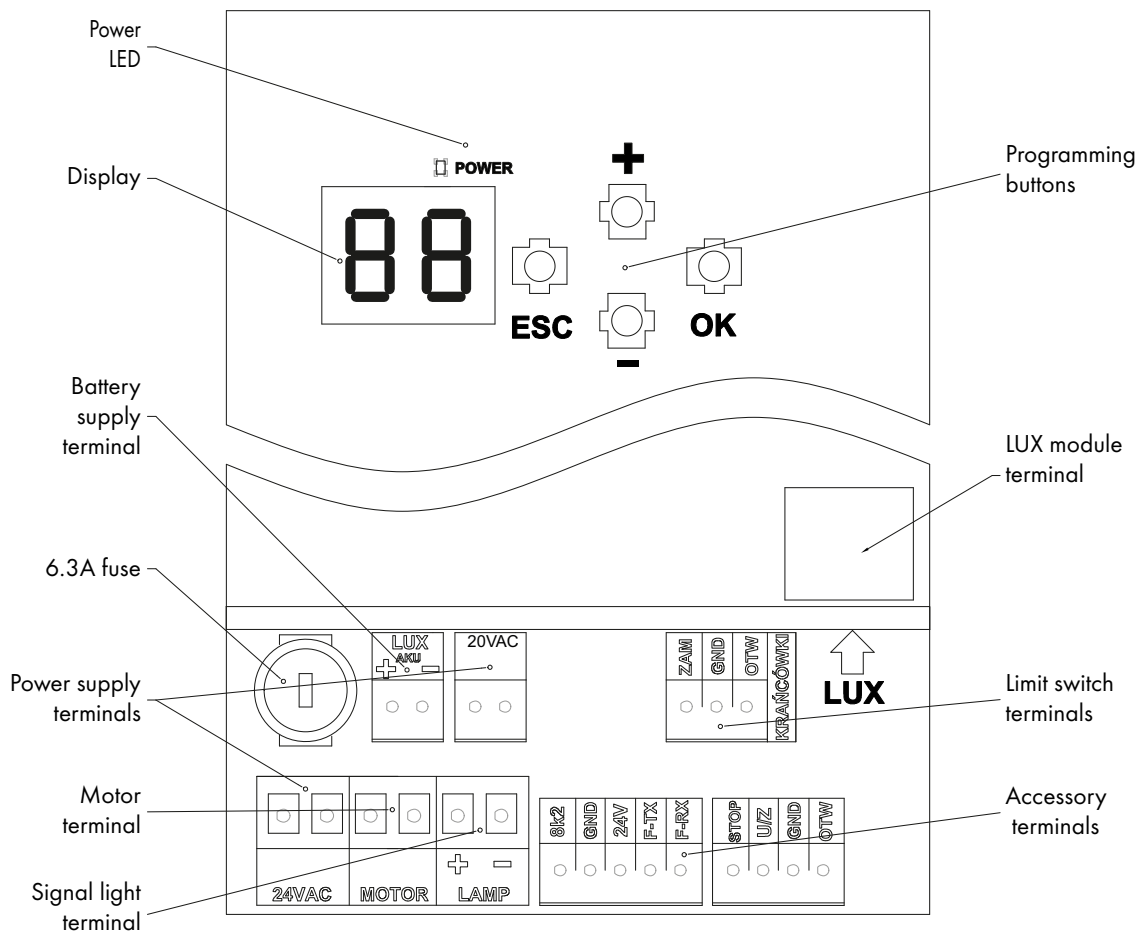 Power
LED
POWER
+
Programming
buttons
Display
88
ESC
OK
-
Battery
supply
terminal
LUX module
terminal
6.3A fuse
LUX
AKU
+ -
20VAC
ZAM
GND
OTW
KRAŃCÓWKI
LUX
Power supply
terminals
Limit switch
terminals
Motor
terminal
Accessory
terminals
8k2
GND
24V
F-TX
F-RX
STOP
U/Z
GND
OTW
+ -
24VAC
MOTOR
LAMP
Signal light
terminal